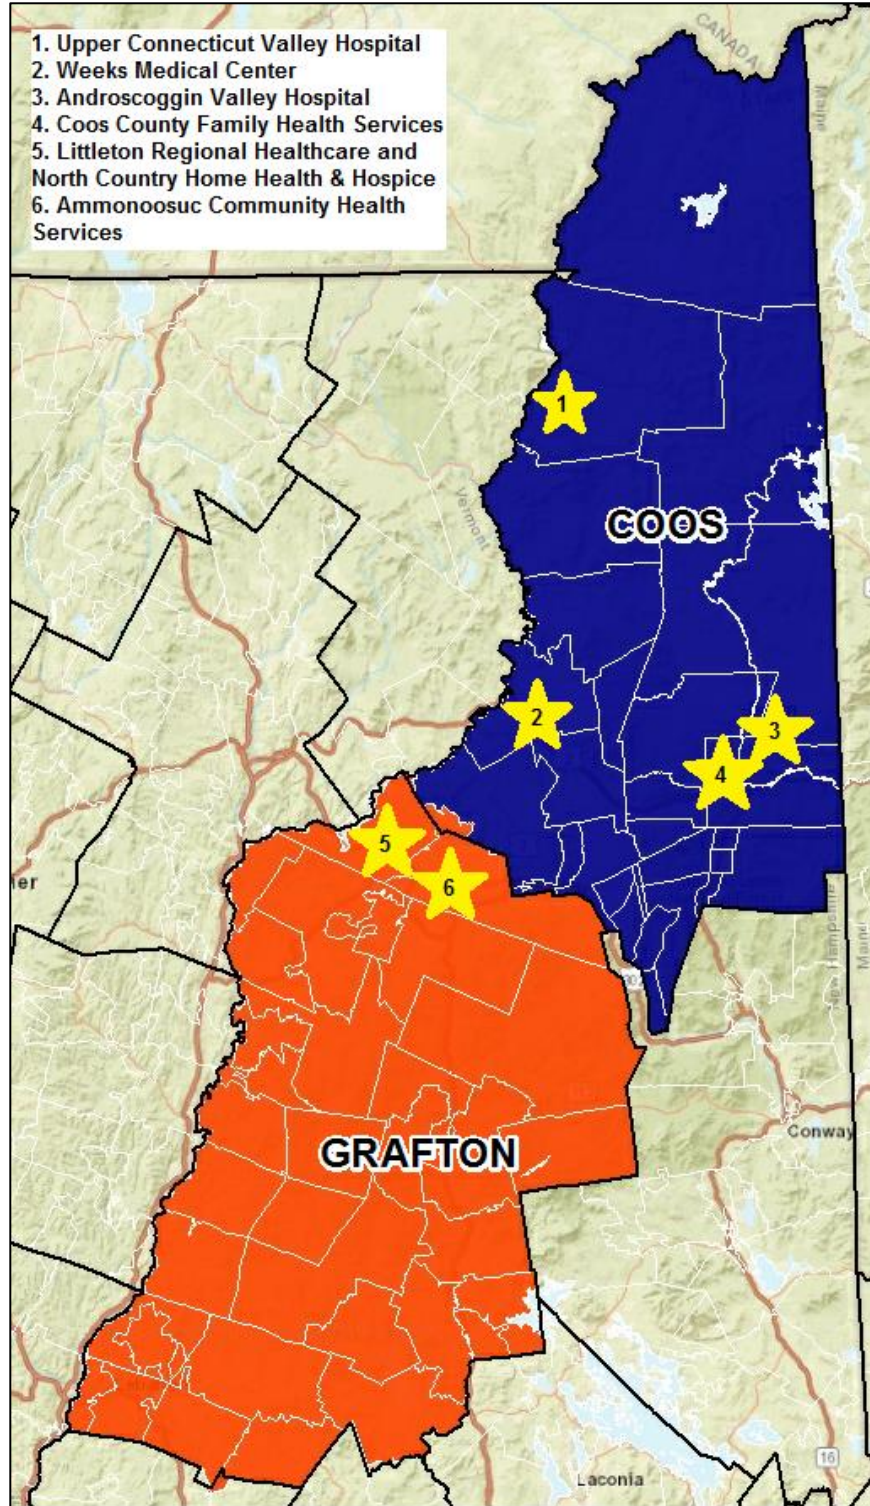 1. Upper Connecticut Valley Hospital
2. Weeks Medical Center
3. Androscoggin Valley Hospital
4. Coos County Family Health Services
5. Littleton Regional Healthcare and
North Country Home Health & Hospice
6. Ammonoosuc Community Health
Services
CANADA
Maine
1
Vermont
COOS
2
3
4
5
6
ier
New Hampshire
Maine
GRAFTON
Conway
16
Laconia